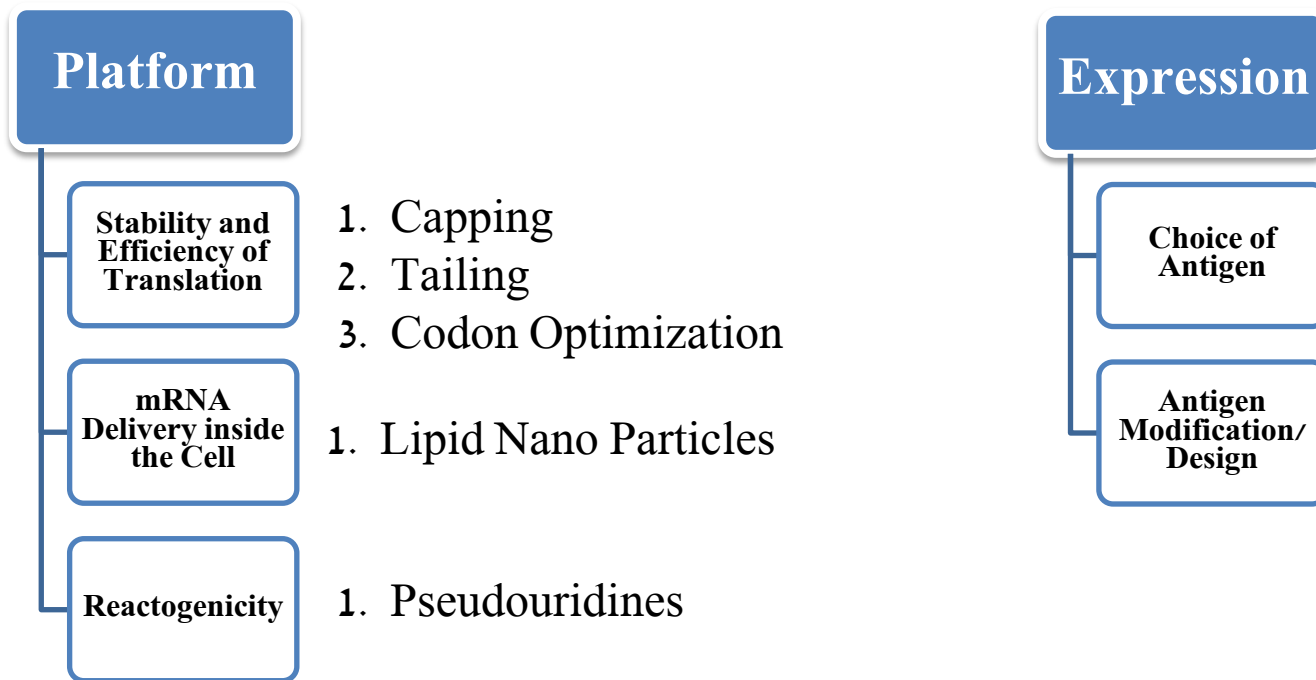 Platform
Stability and
Efficiency of
Translation
1. Capping
2. Tailing
3. Codon Optimization
mRNA
Delivery inside
the Cell
1. Lipid Nano Particles
Reactogenicity
1. Pseudouridines
Expression
Choice of
Antigen
Antigen
Modification/
Design